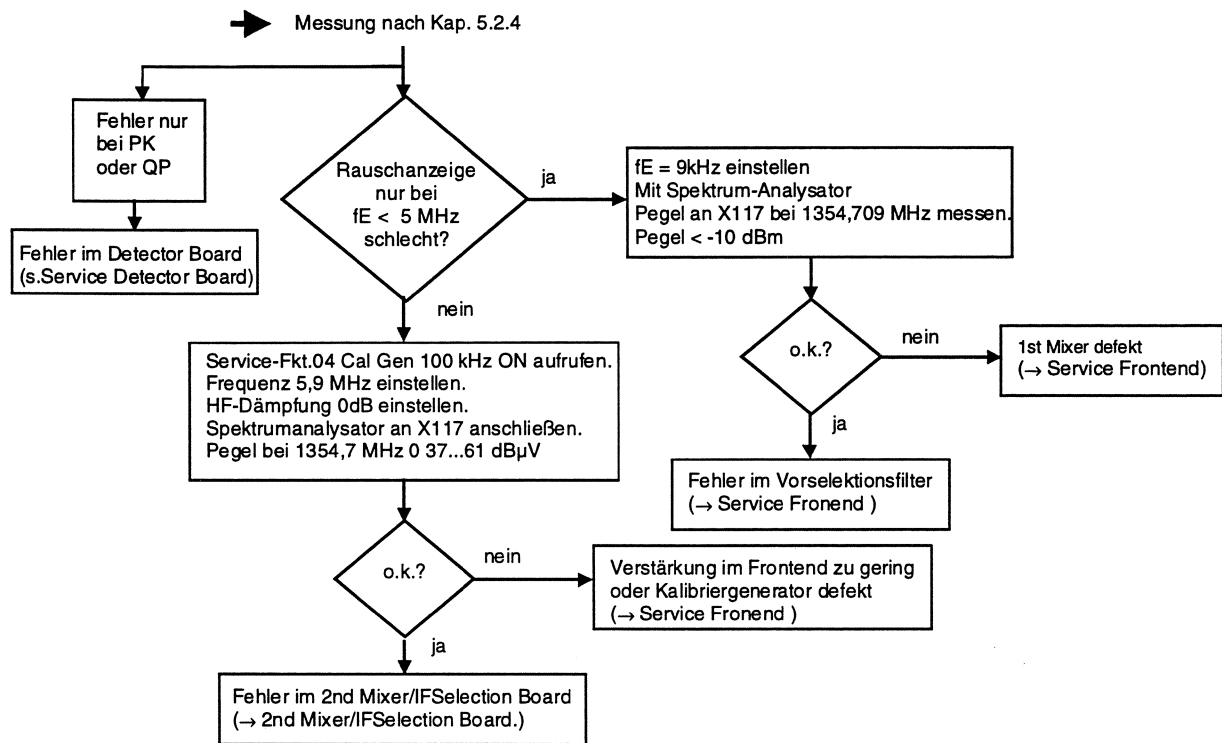 Messung nach Kap. 5.2.4
Fehler nur
bei PK
oder QP
Fehler im Detector Board
(s.Service Detector Board)
Rauschanzeige
nur bei
fE < 5 MHz
schlecht?
ja
fE = 9kHz einstellen
Mit Spektrum-Analysator
Pegel an X117 bei 1354,709 MHz messen.
Pegel < -10 dBm
nein
o.k.?
nein
1st Mixer defekt
(→ Service Frontend)
ja
Fehler im Vorselektionsfilter
(→ Service Fronend )
Service-Fkt.04 Cal Gen 100 kHz ON aufrufen.
Frequenz 5,9 MHz einstellen.
HF-Dämpfung 0dB einstellen.
Spektrumanalysator an X117 anschließen.
Pegel bei 1354,7 MHz 0 37...61 dBµV
o.k.?
nein
Verstärkung im Frontend zu gering
oder Kalibriergenerator defekt
(→ Service Fronend )
ja
Fehler im 2nd Mixer/IFSelection Board
(→ 2nd Mixer/IFSelection Board.)